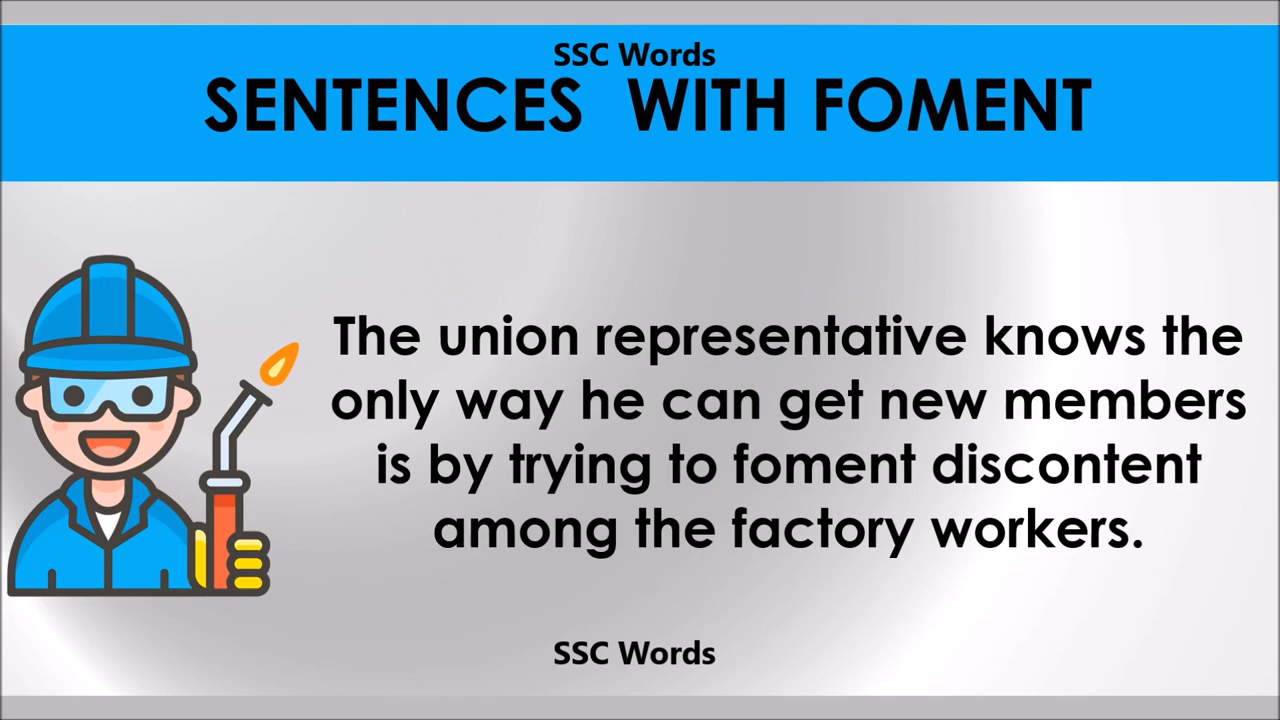 SSC Words
SENTENCES WITH FOMENT
The union representative knows the
only way he can get new members
is by trying to foment discontent
among the factory workers.
SSC Words